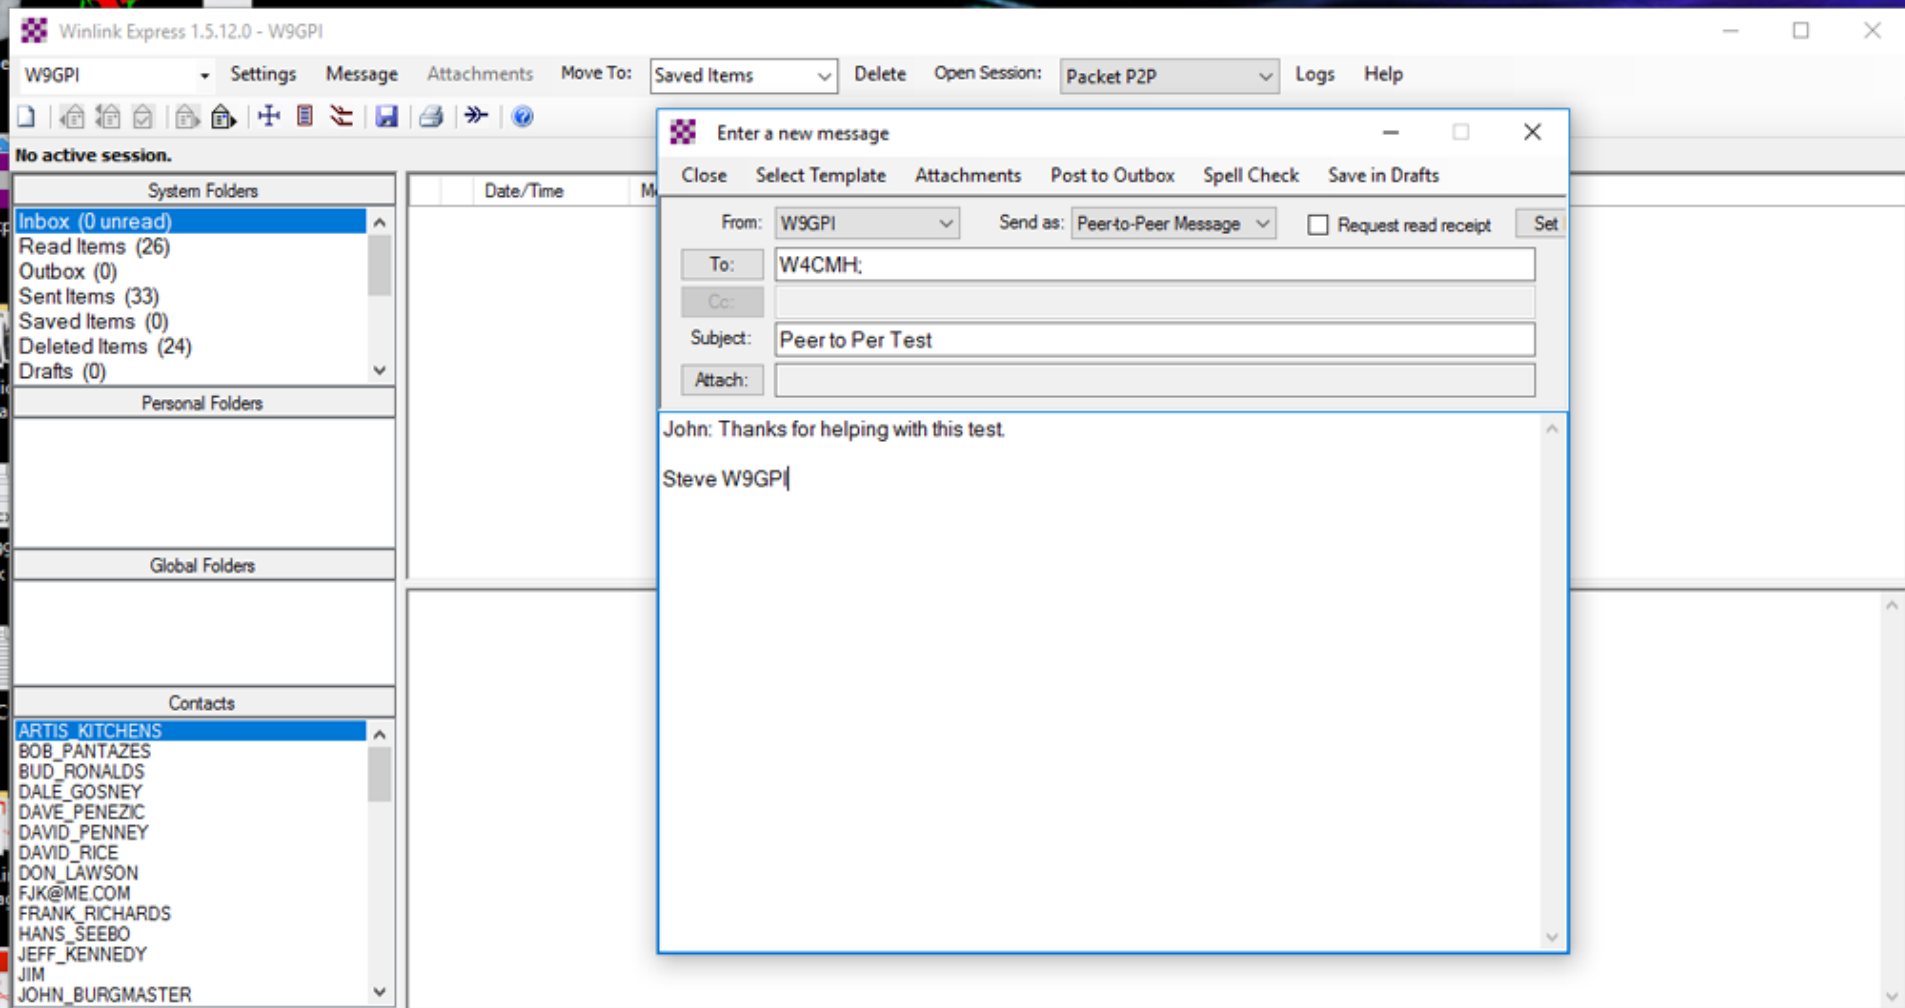 Winlink Express 1.5.12.0 - W9GPI
W9GPI Settings Message Attachments Move To: Saved Items Delete Open Session: Packet P2P Logs Help
No active session.
System Folders
Inbox (0 unread)
Read Items (26)
Outbox (0)
Sent Items (33)
Saved Items (0)
Deleted Items (24)
Drafts (0)
Personal Folders
Global Folders
Contacts
ARTIS_KITCHENS
BOB_PANTAZES
BUD_RONALDS
DALE_GOSNEY
DAVE_PENEZIC
DAVID_PENNEY
DAVID_RICE
DON_LAWSON
FJK@ME.COM
FRANK_RICHARDS
HANS_SEEBO
JEFF_KENNEDY
JIM
JOHN_BURGMASTER
Date/Time
Enter a new message
Close Select Template Attachments Post to Outbox Spell Check Save in Drafts
From: W9GPI Send as: Peer-to-Peer Message Request read receipt Set
To: W4CMH;
Cc:
Subject: Peer to Per Test
Attach:
John: Thanks for helping with this test.
Steve W9GPI